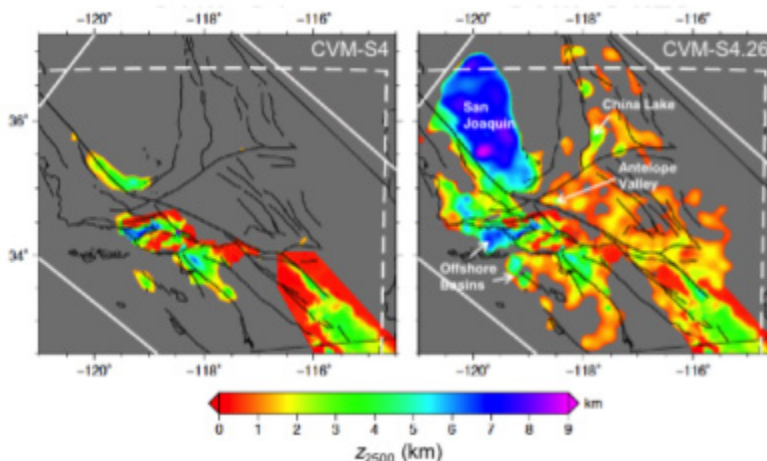 -120° -118° -116° -120° -118° -116°
CVM-S4 CVM-S4.26
36° 36°
34° 34°
San
Joaquin
China Lake
Antelope
Valley
Offshore
Basins
-120° -118° -116° -120° -118° -116°
km
0 1 2 3 4 5 6 7 8 9
z2500 (km)